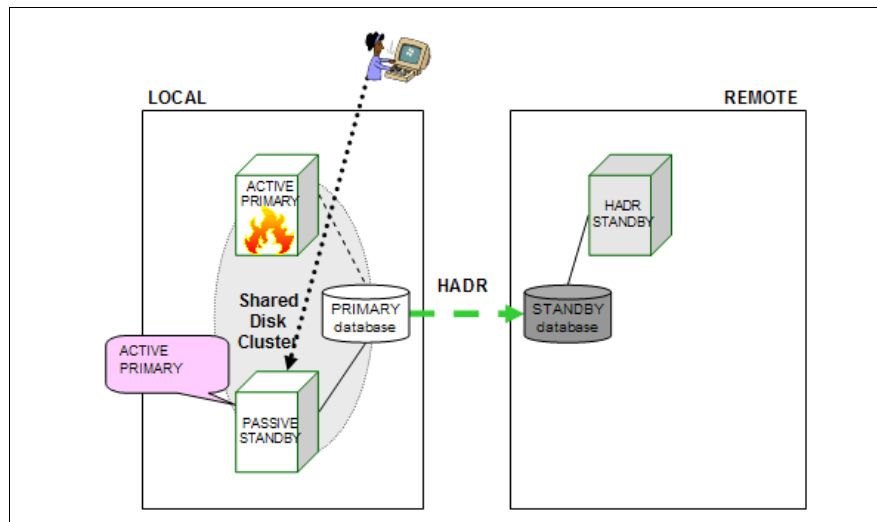 LOCAL
REMOTE
ACTIVE
PRIMARY
HADR
STANDBY
HADR
Shared
Disk
Cluster
PRIMARY
database
STANDBY
database
ACTIVE
PRIMARY
PASSIVE
STANDBY